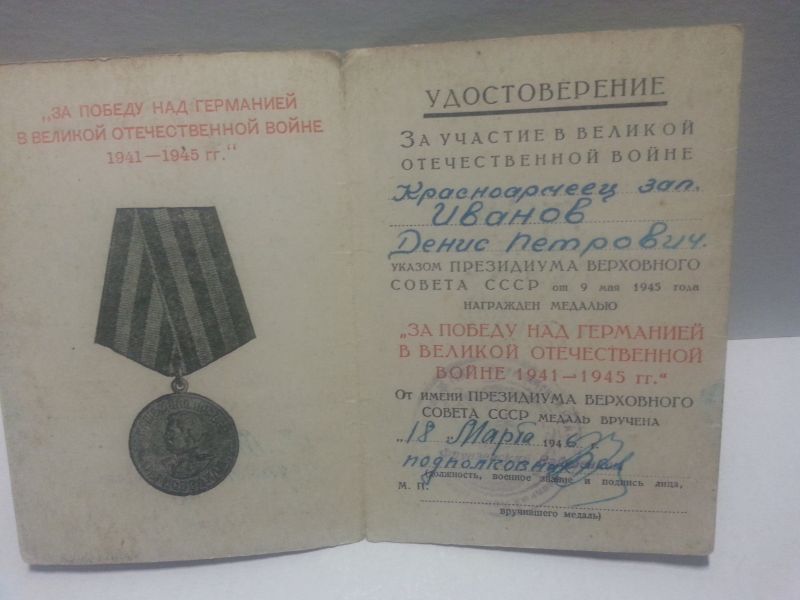 „ЗА ПОБЕДУ НАД ГЕРМАНИЕЙ
В ВЕЛИКОЙ ОТЕЧЕСТВЕННОЙ ВОЙНЕ
1941—1945 гг.“
УДОСТОВЕРЕНИЕ
ЗА УЧАСТИЕ В ВЕЛИКОЙ
ОТЕЧЕСТВЕННОЙ ВОЙНЕ
Красноармеец зап.
Иванов
Денис Петрович.
УКАЗОМ ПРЕЗИДИУМА ВЕРХОВНОГО
СОВЕТА СССР от 9 мая 1945 года
НАГРАЖДЕН МЕДАЛЬЮ
„ЗА ПОБЕДУ НАД ГЕРМАНИЕЙ
В ВЕЛИКОЙ ОТЕЧЕСТВЕННОЙ
ВОЙНЕ 1941—1945 гг.“
От имени ПРЕЗИДИУМА ВЕРХОВНОГО
СОВЕТА СССР МЕДАЛЬ ВРУЧЕНА
„18 Марта 1946 г.
подполковник
(должность, военное звание и подпись лица,
М. П.
вручившего медаль)